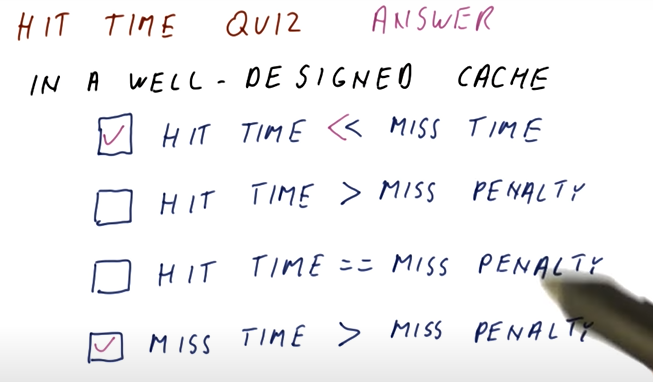 HIT TIME QUIZ ANSWER
IN A WELL-DESIGNED CACHE
HIT TIME << MISS TIME
HIT TIME > MISS PENALTY
HIT TIME == MISS PENALTY
MISS TIME > MISS PENALTY